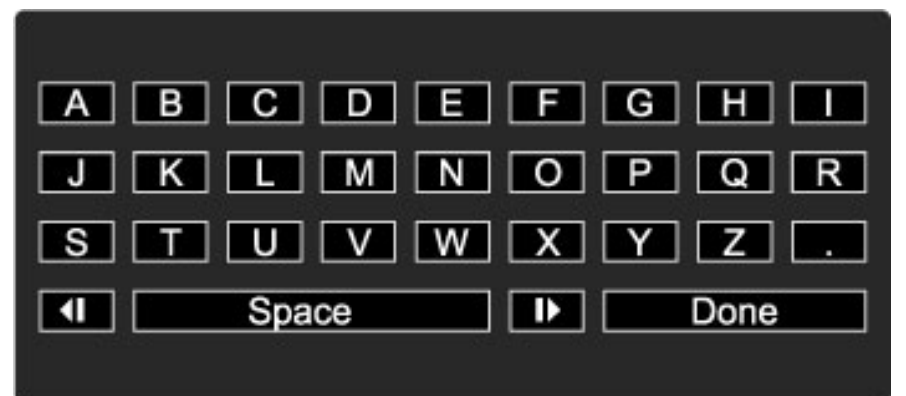 A B C D E F G H I
J K L M N O P Q R
S T U V W X Y Z .
Space Done